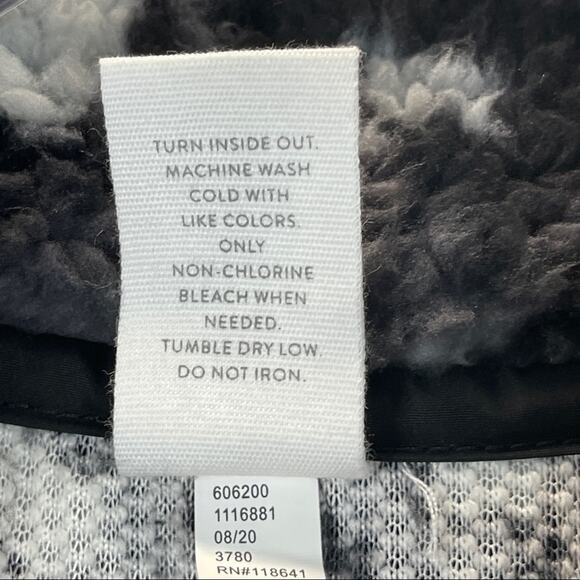 TURN INSIDE OUT.
MACHINE WASH
COLD WITH
LIKE COLORS.
ONLY
NON-CHLORINE
BLEACH WHEN
NEEDED.
TUMBLE DRY LOW.
DO NOT IRON.
606200
1116881
08/20
3780
RN#118641